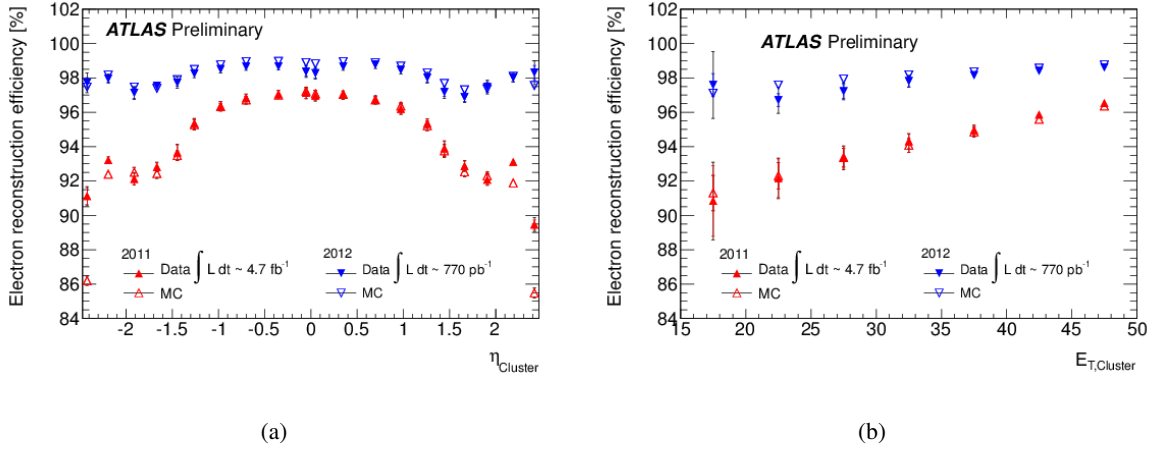 Electron reconstruction efficiency [%]
100
98
96
94
92
90
88
86
84
102
ATLAS Preliminary
2011
Data ∫ L dt ~ 4.7 fb⁻¹
MC
2012
Data ∫ L dt ~ 770 pb⁻¹
MC
-2 -1.5 -1 -0.5 0 0.5 1 1.5 2
η_Cluster
(a)
Electron reconstruction efficiency [%]
102
100
98
96
94
92
90
88
86
84
ATLAS Preliminary
2011
Data ∫ L dt ~ 4.7 fb⁻¹
MC
2012
Data ∫ L dt ~ 770 pb⁻¹
MC
15 20 25 30 35 40 45 50
E_T,Cluster
(b)